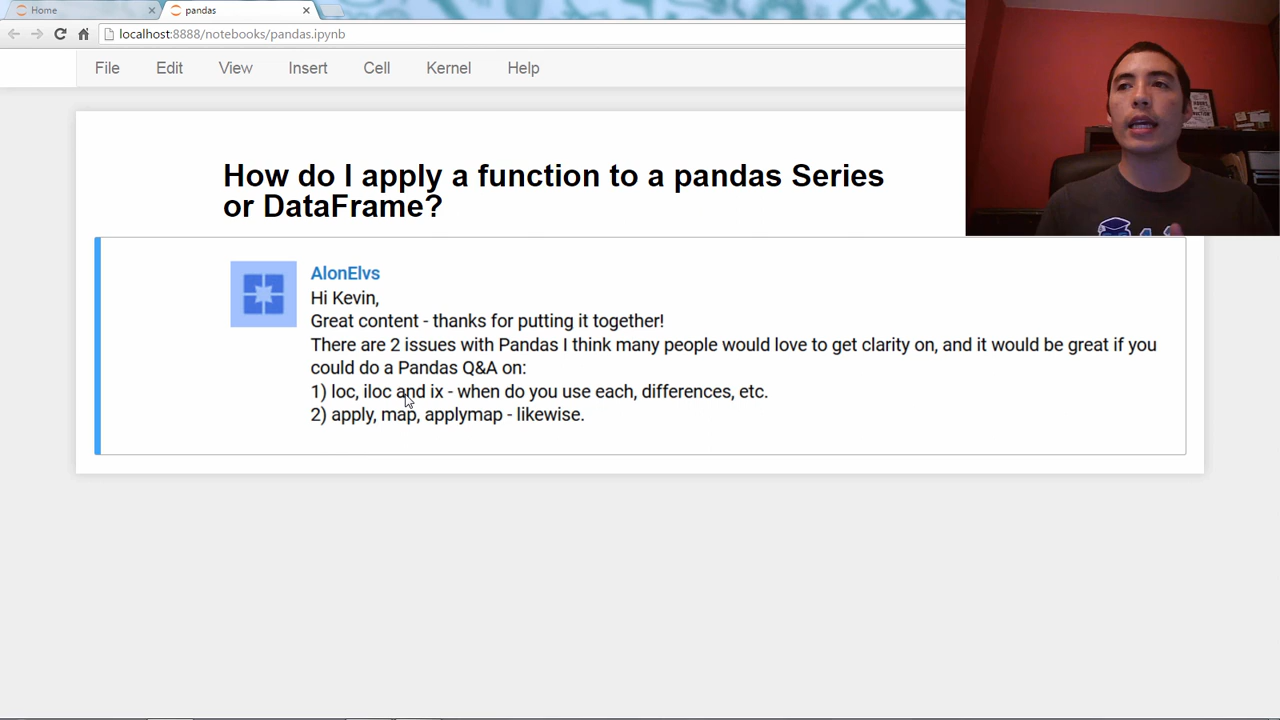 Home
pandas
localhost:8888/notebooks/pandas.ipynb
File Edit View Insert Cell Kernel Help
How do I apply a function to a pandas Series
or DataFrame?
AlonElvs
Hi Kevin,
Great content - thanks for putting it together!
There are 2 issues with Pandas I think many people would love to get clarity on, and it would be great if you
could do a Pandas Q&A on:
1) loc, iloc and ix - when do you use each, differences, etc.
2) apply, map, applymap - likewise.